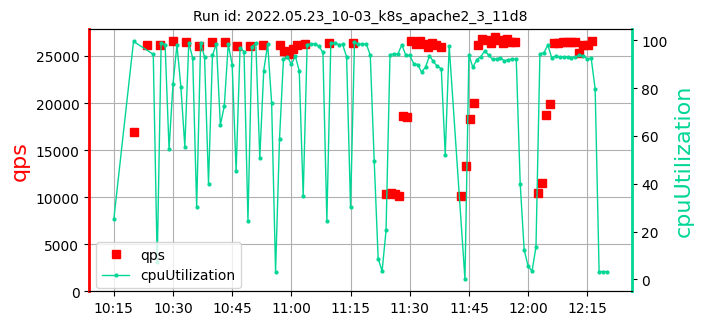 Run id: 2022.05.23_10-03_k8s_apache2_3_11d8
25000
20000
15000
10000
5000
0
qps
100
80
60
40
20
0
cpuUtilization
qps
cpuUtilization
10:15 10:30 10:45 11:00 11:15 11:30 11:45 12:00 12:15